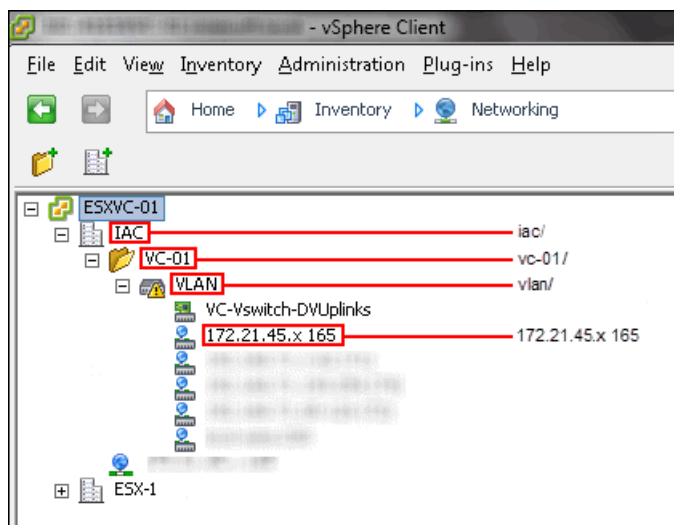 - vSphere Client
File Edit View Inventory Administration Plug-ins Help
Home Inventory Networking
ESXVC-01
IAC iac/
VC-01 vc-01/
VLAN vlan/
VC-Vswitch-DVUplinks
172.21.45.x 165 172.21.45.x 165
ESX-1